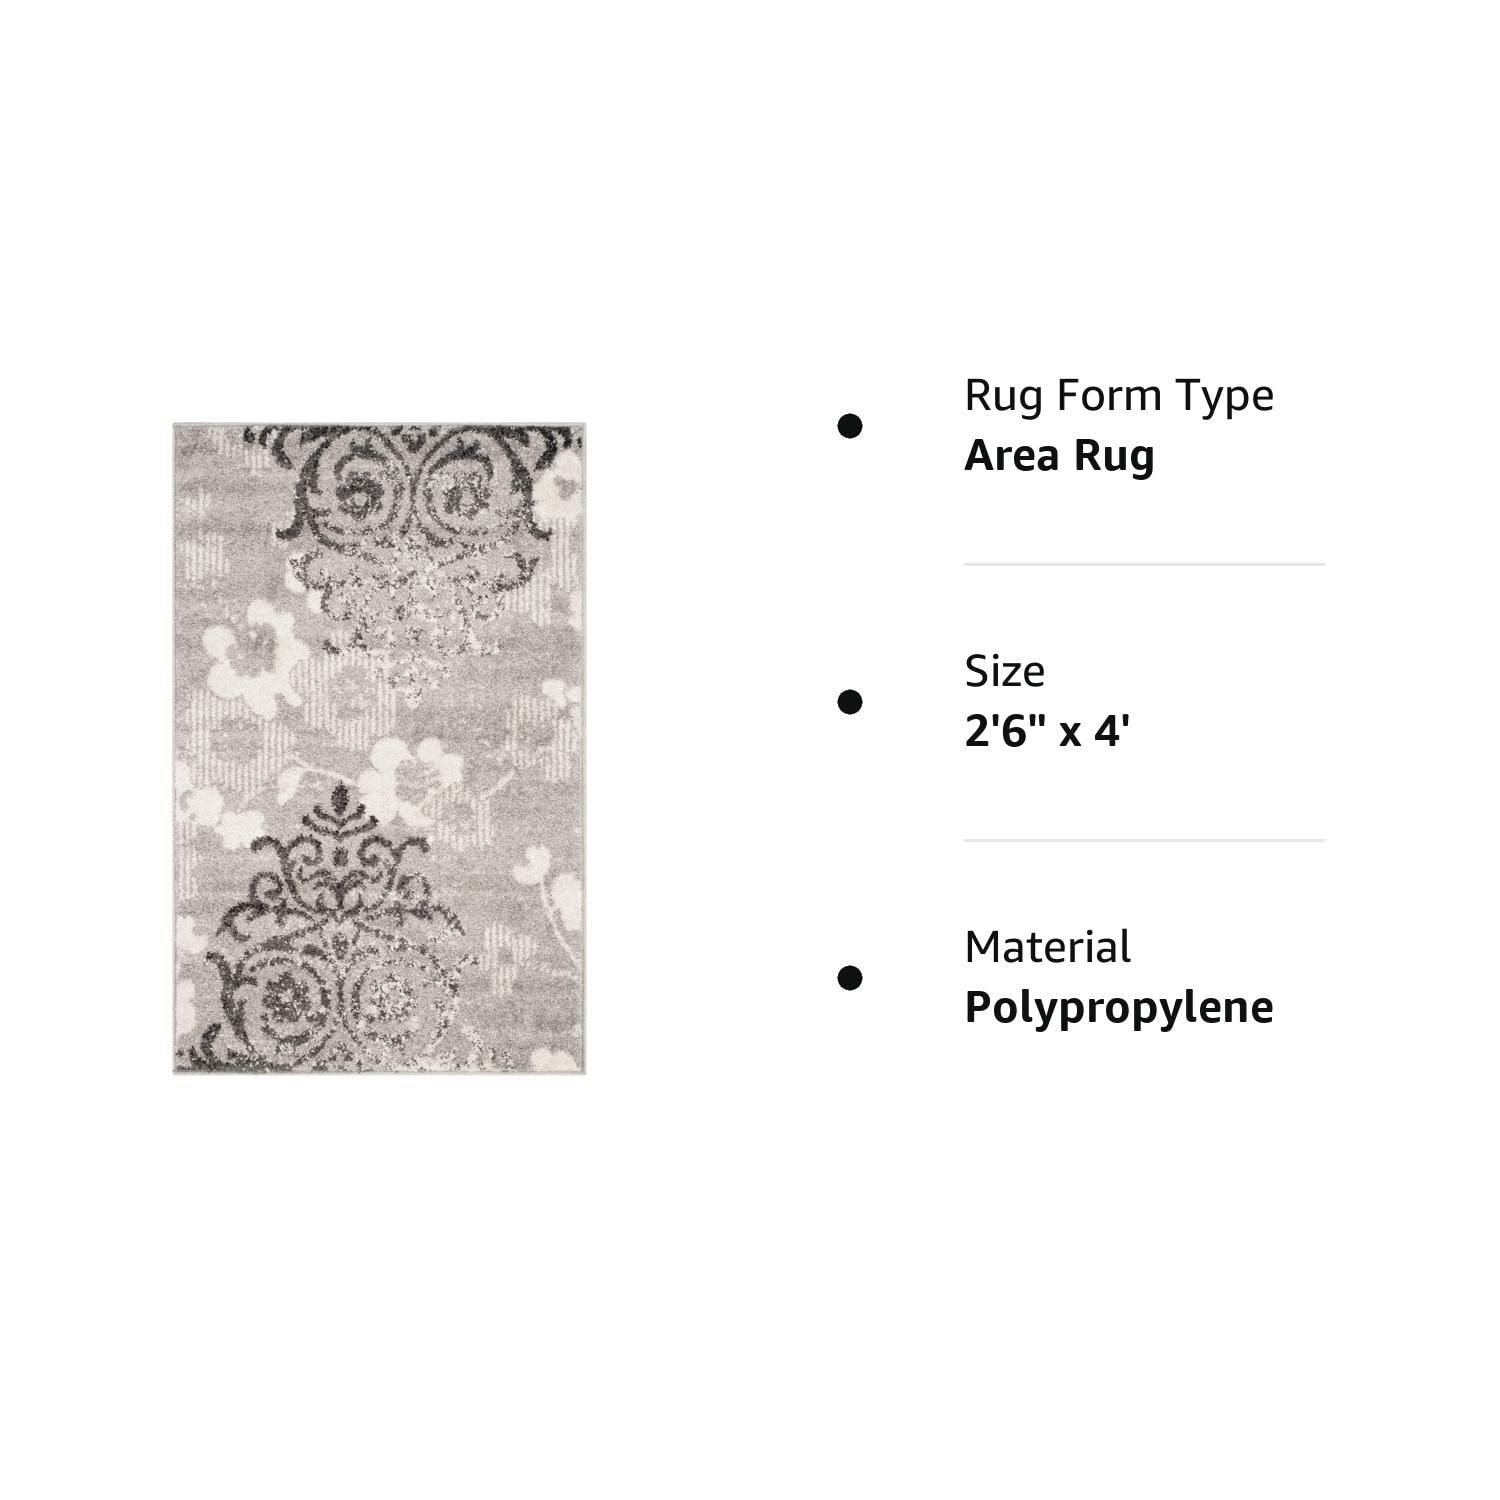 Rug Form Type
Area Rug
Size
2'6" x 4'
Material
Polypropylene